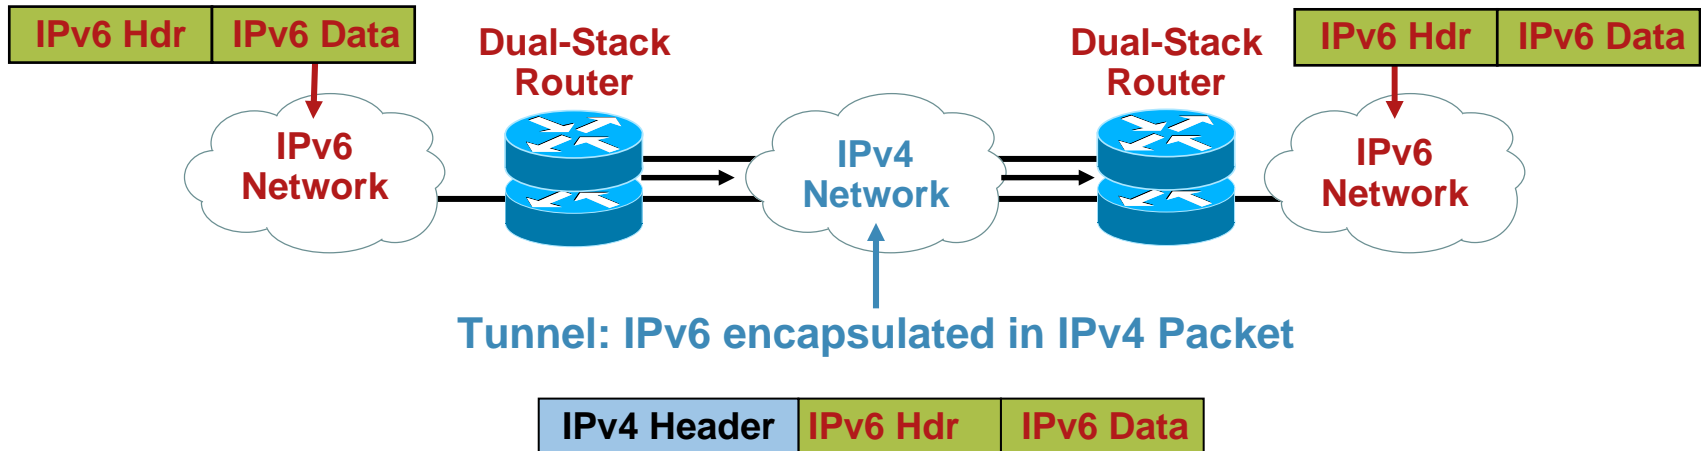 IPv6 Hdr IPv6 Data
Dual-Stack
Router
Dual-Stack
Router
IPv6 Hdr IPv6 Data
IPv6
Network
IPv4
Network
IPv6
Network
Tunnel: IPv6 encapsulated in IPv4 Packet
IPv4 Header IPv6 Hdr IPv6 Data